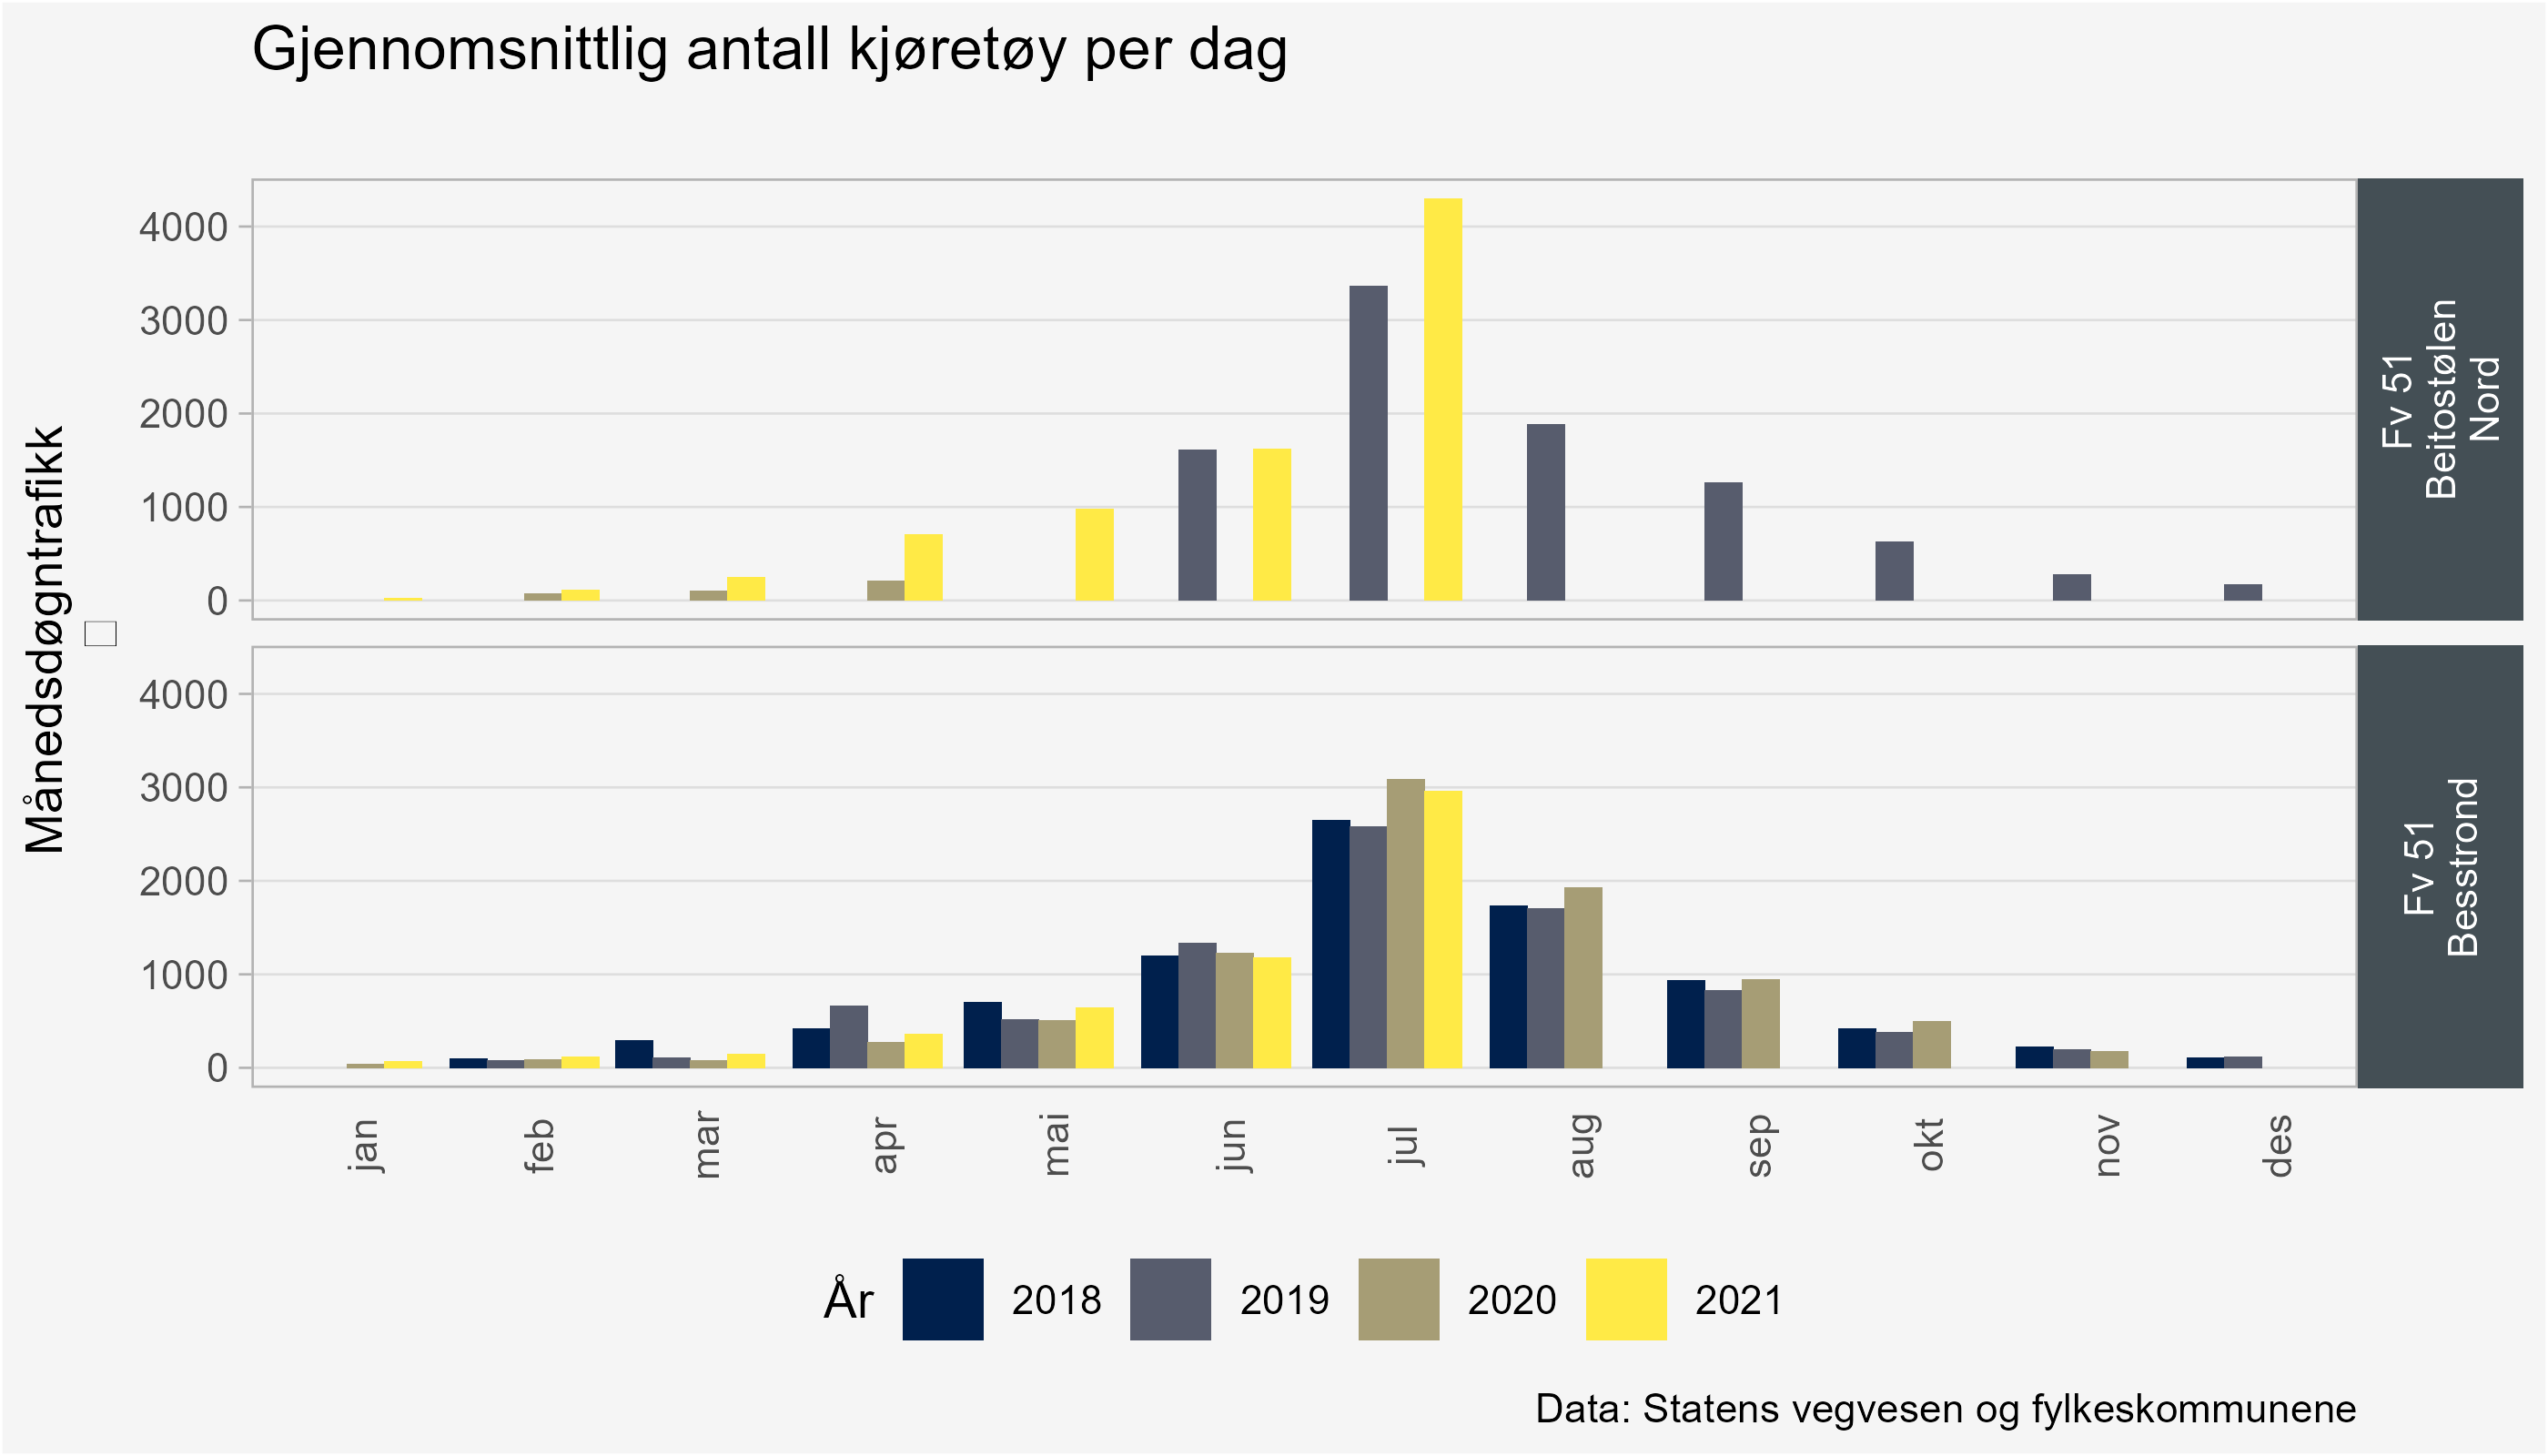 Gjennomsnittlig antall kjøretøy per dag
Månedsdøgntrafikk
4000
3000
2000
1000
0
Fv 51
Beitostølen
Nord
4000
3000
2000
1000
0
Fv 51
Besstrond
jan
feb
mar
apr
mai
jun
jul
aug
sep
okt
nov
des
År 2018 2019 2020 2021
Data: Statens vegvesen og fylkeskommunene